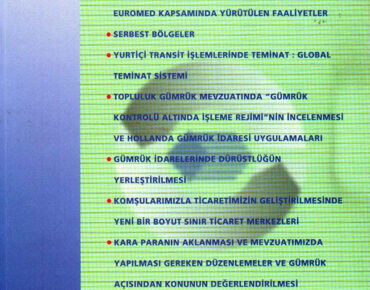 EUROMED KAPSAMINDA YÜRÜTÜLEN FAALİYETLER
• SERBEST BÖLGELER
• YURTİÇİ TRANSİT İŞLEMLERİNDE TEMİNAT : GLOBAL
TEMİNAT SİSTEMİ
• TOPLULUK GÜMRÜK MEVZUATINDA "GÜMRÜK
KONTROLÜ ALTINDA İŞLEME REJİMİ"NİN İNCELENMESİ
VE HOLLANDA GÜMRÜK İDARESİ UYGULAMALARI
• GÜMRÜK İDARELERİNDE DÜRÜSTLÜĞÜN
YERLEŞTİRİLMESİ
• KOMŞULARIMIZLA TİCARETİMİZİN GELİŞTİRİLMESİNDE
YENİ BİR BOYUT SINIR TİCARET MERKEZLERİ
• KARA PARANIN AKLANMASI VE MEVZUATIMIZDA
YAPILMASI GEREKEN DÜZENLEMELER VE GÜMRÜK
AÇISINDAN KONUNUN DEĞERLENDİRİLMESİ